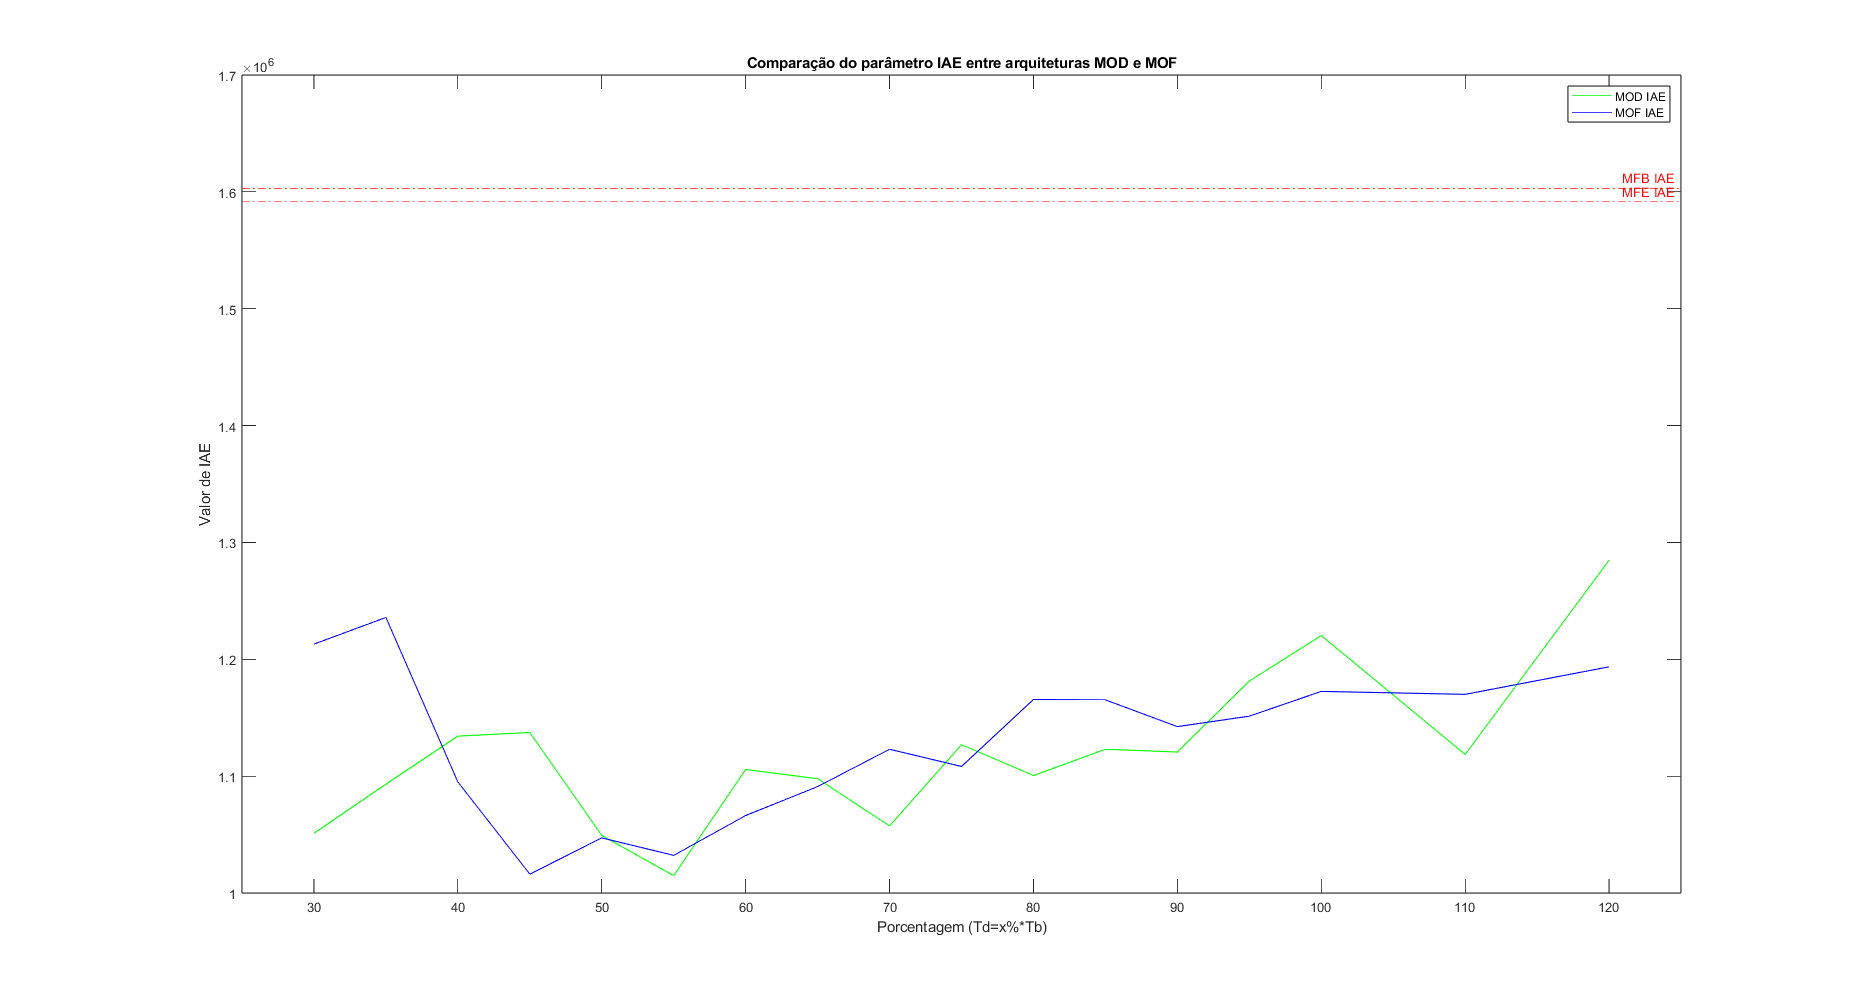 Comparação do parâmetro IAE entre arquiteturas MOD e MOF
×10^6
1.7
1.6
1.5
1.4
1.3
1.2
1.1
1
Valor de IAE
MOD IAE
MOF IAE
MFB IAE
MFE IAE
30 40 50 60 70 80 90 100 110 120
Porcentagem (Td=x%*Tb)